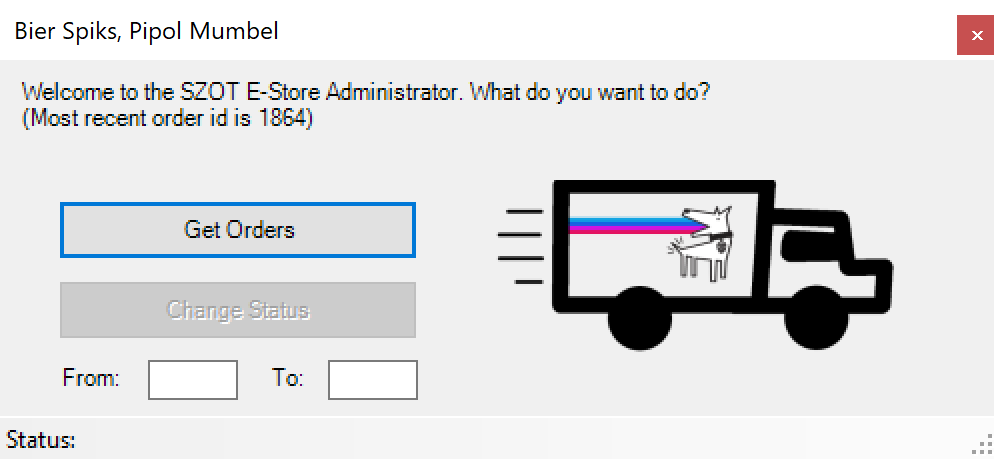 Bier Spiks, Pipol Mumbel
Welcome to the SZOT E-Store Administrator. What do you want to do?
(Most recent order id is 1864)
Get Orders
Change Status
From:
To:
Status: